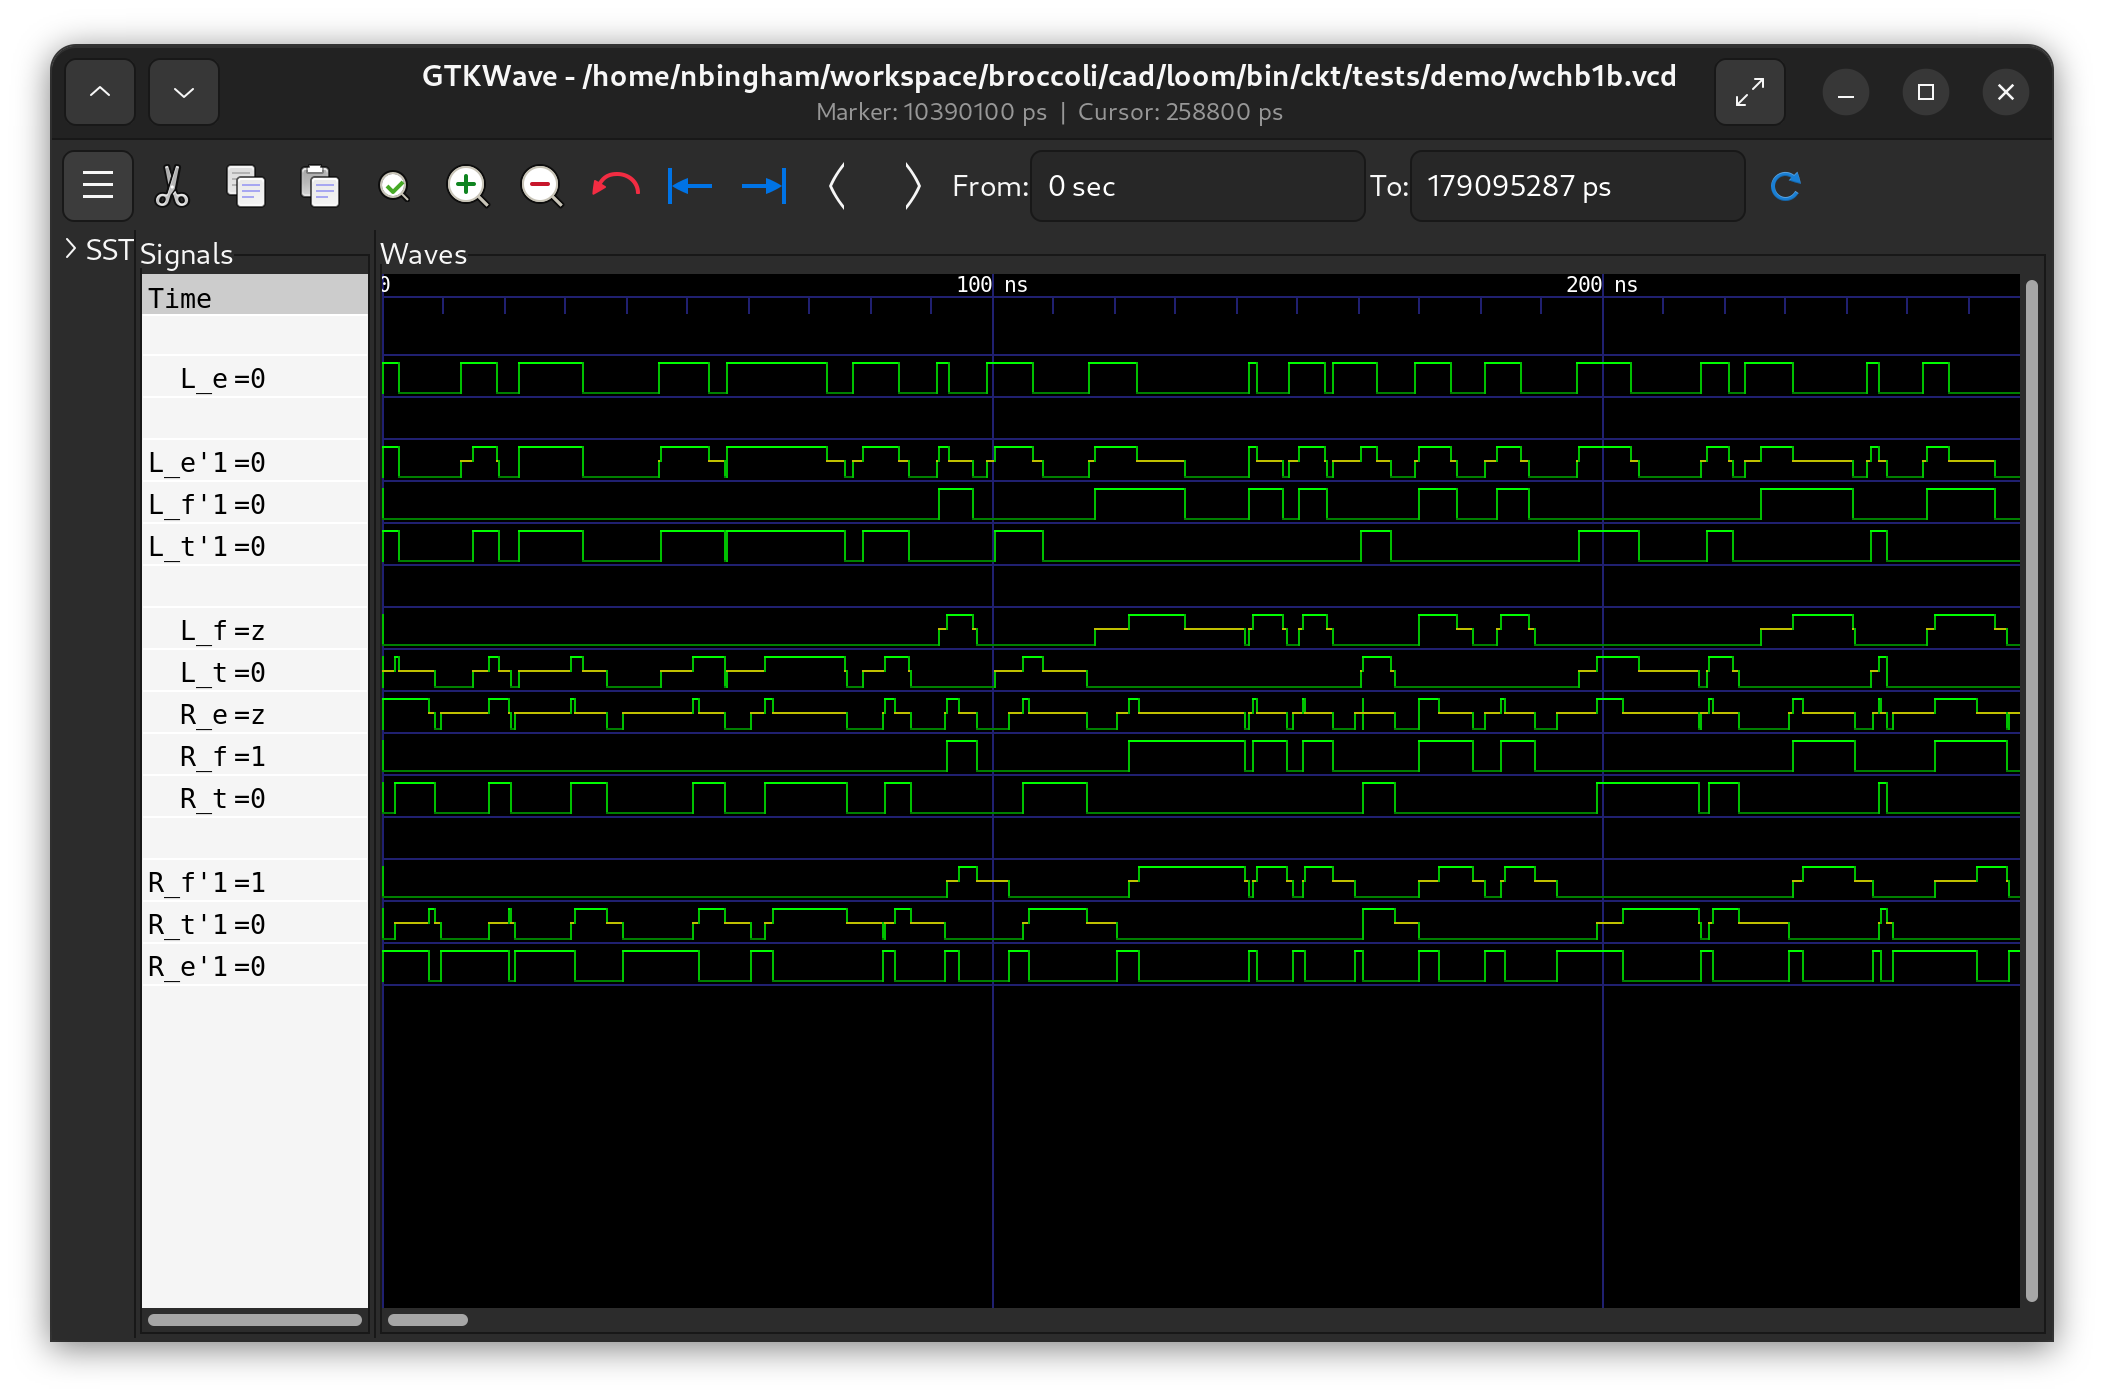 GTKWave - /home/nbingham/workspace/broccoli/cad/loom/bin/ckt/tests/demo/wchb1b.vcd
Marker: 10390100 ps | Cursor: 258800 ps
From: 0 sec To: 179095287 ps
SST Signals Waves
Time 0 100 ns 200 ns
L_e=0
L_e'1=0
L_f'1=0
L_t'1=0
L_f=z
L_t=0
R_e=z
R_f=1
R_t=0
R_f'1=1
R_t'1=0
R_e'1=0